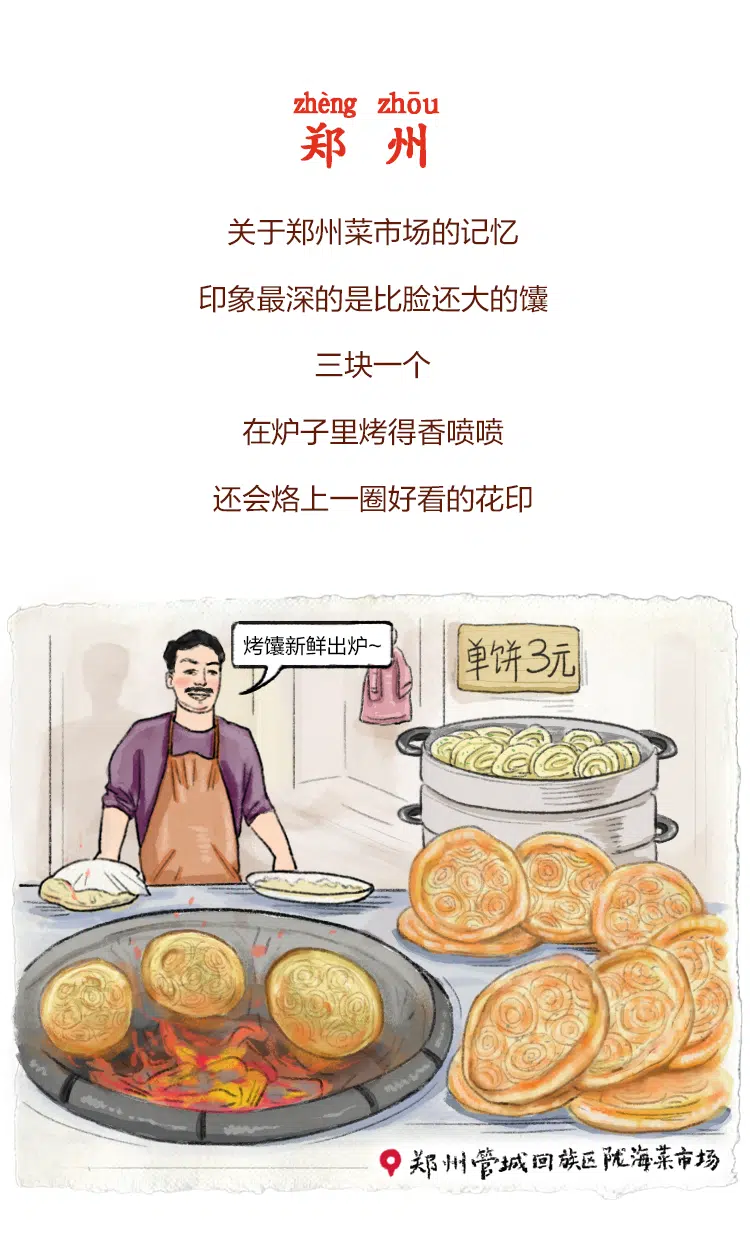 zhèng zhōu
郑州
关于郑州菜市场的记忆
印象最深的是比脸还大的馕
三块一个
在炉子里烤得香喷喷
还会烙上一圈好看的花印
烤馕新鲜出炉~
单饼3元
郑州管城回族区陇海菜市场